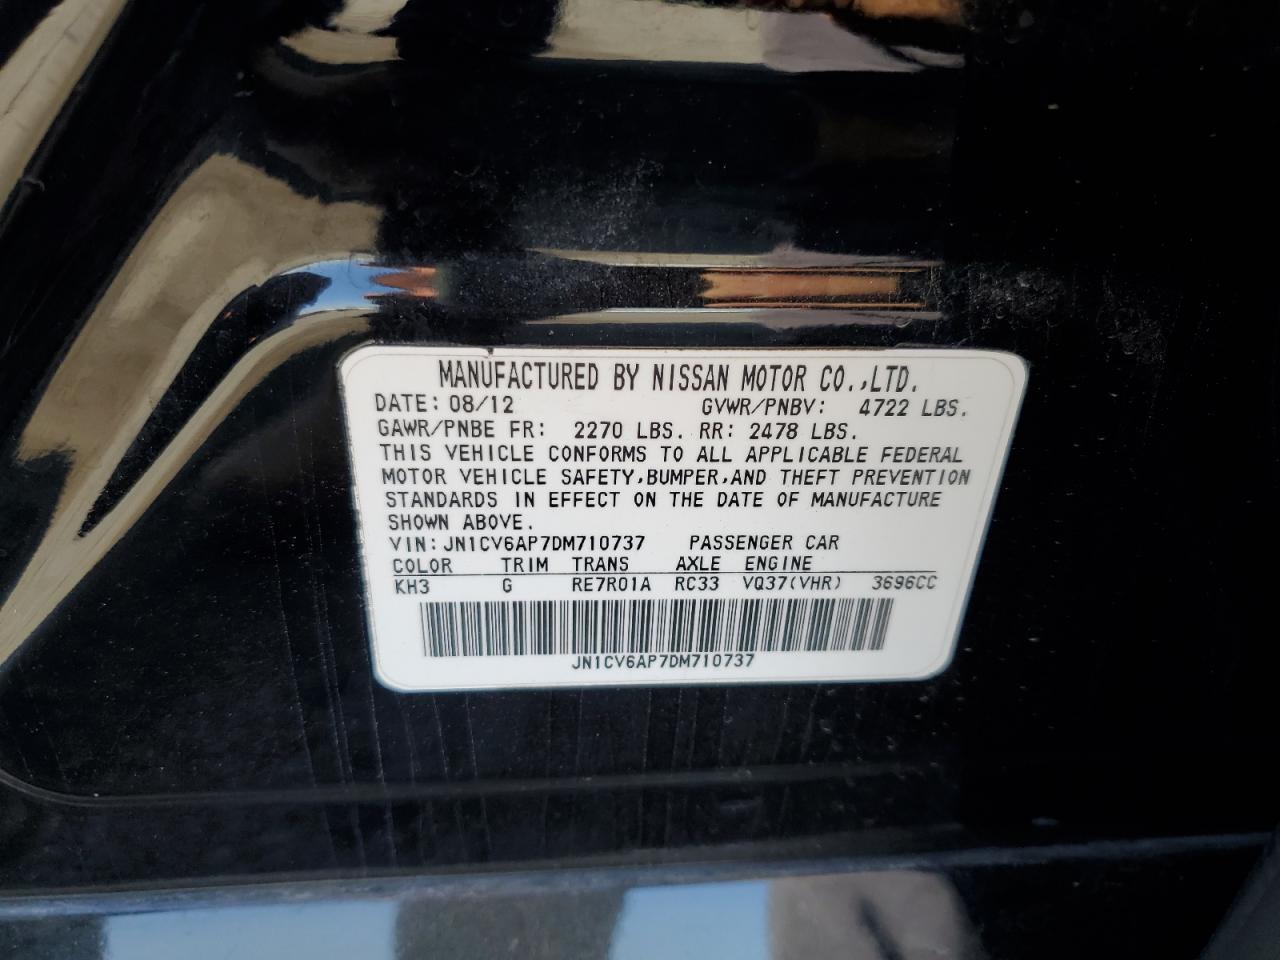 MANUFACTURED BY NISSAN MOTOR CO.,LTD.
DATE: 08/12 GVWR/PNBV: 4722 LBS.
GAWR/PNBE FR: 2270 LBS. RR: 2478 LBS.
THIS VEHICLE CONFORMS TO ALL APPLICABLE FEDERAL
MOTOR VEHICLE SAFETY,BUMPER,AND THEFT PREVENTION
STANDARDS IN EFFECT ON THE DATE OF MANUFACTURE
SHOWN ABOVE.
VIN: JN1CV6AP7DM710737 PASSENGER CAR
COLOR TRIM TRANS AXLE ENGINE
KH3 G RE7R01A RC33 VQ37(VHR) 3696CC
JN1CV6AP7DM710737